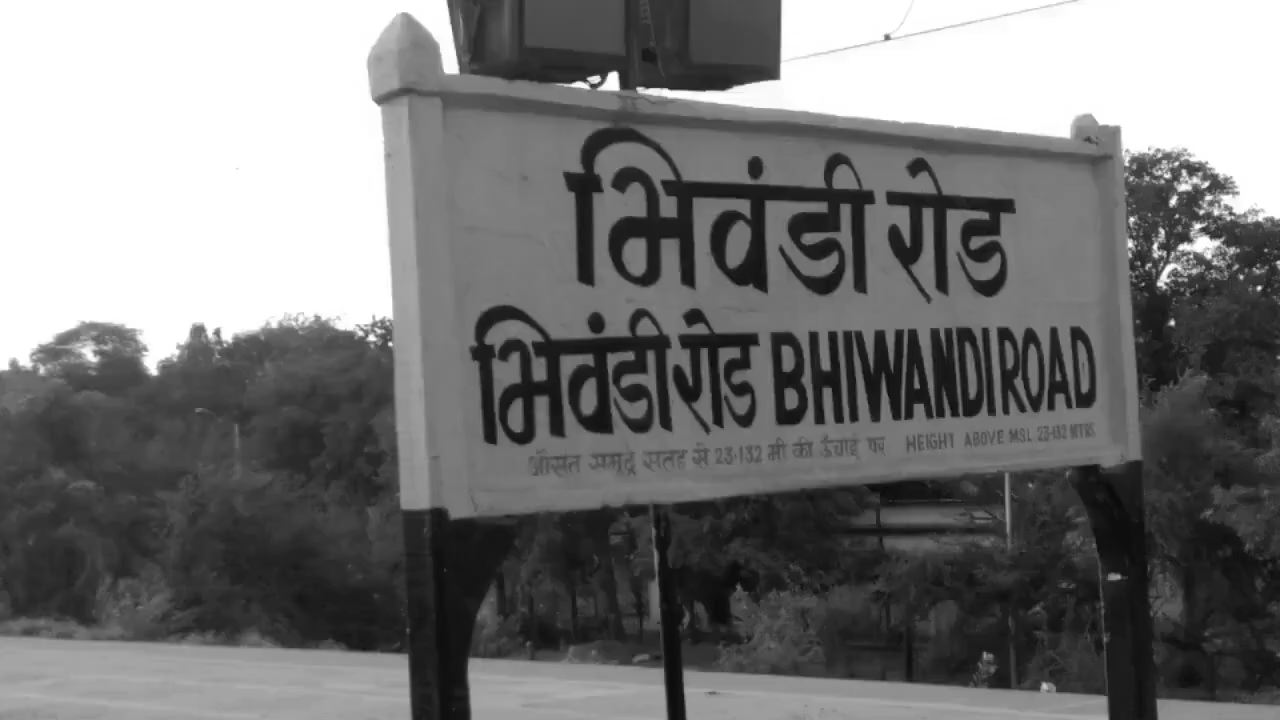 भिवंडी रोड
भिवंडी रोड BHIWANDI ROAD
औसत समुद्र सतह से 23.132 मी की ऊँचाई पर HEIGHT ABOVE MSL 23.132 MTRS